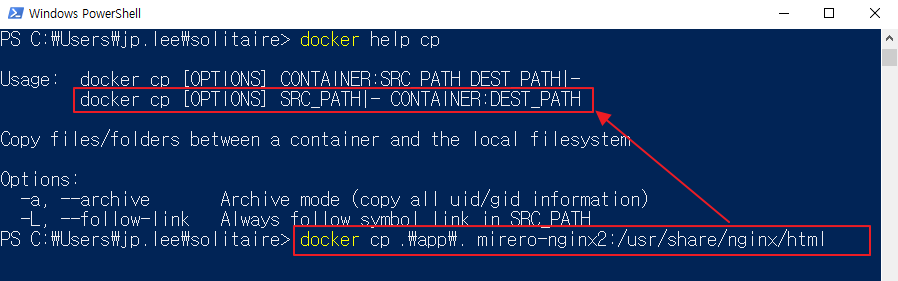 Windows PowerShell
PS C:₩Users₩jp.lee₩solitaire> docker help cp
Usage:  docker cp [OPTIONS] CONTAINER:SRC_PATH DEST_PATH|-
docker cp [OPTIONS] SRC_PATH|- CONTAINER:DEST_PATH
Copy files/folders between a container and the local filesystem
Options:
-a, --archive       Archive mode (copy all uid/gid information)
-L, --follow-link   Always follow symbol link in SRC_PATH
PS C:₩Users₩jp.lee₩solitaire> docker cp .₩app₩. mirero-nginx2:/usr/share/nginx/html